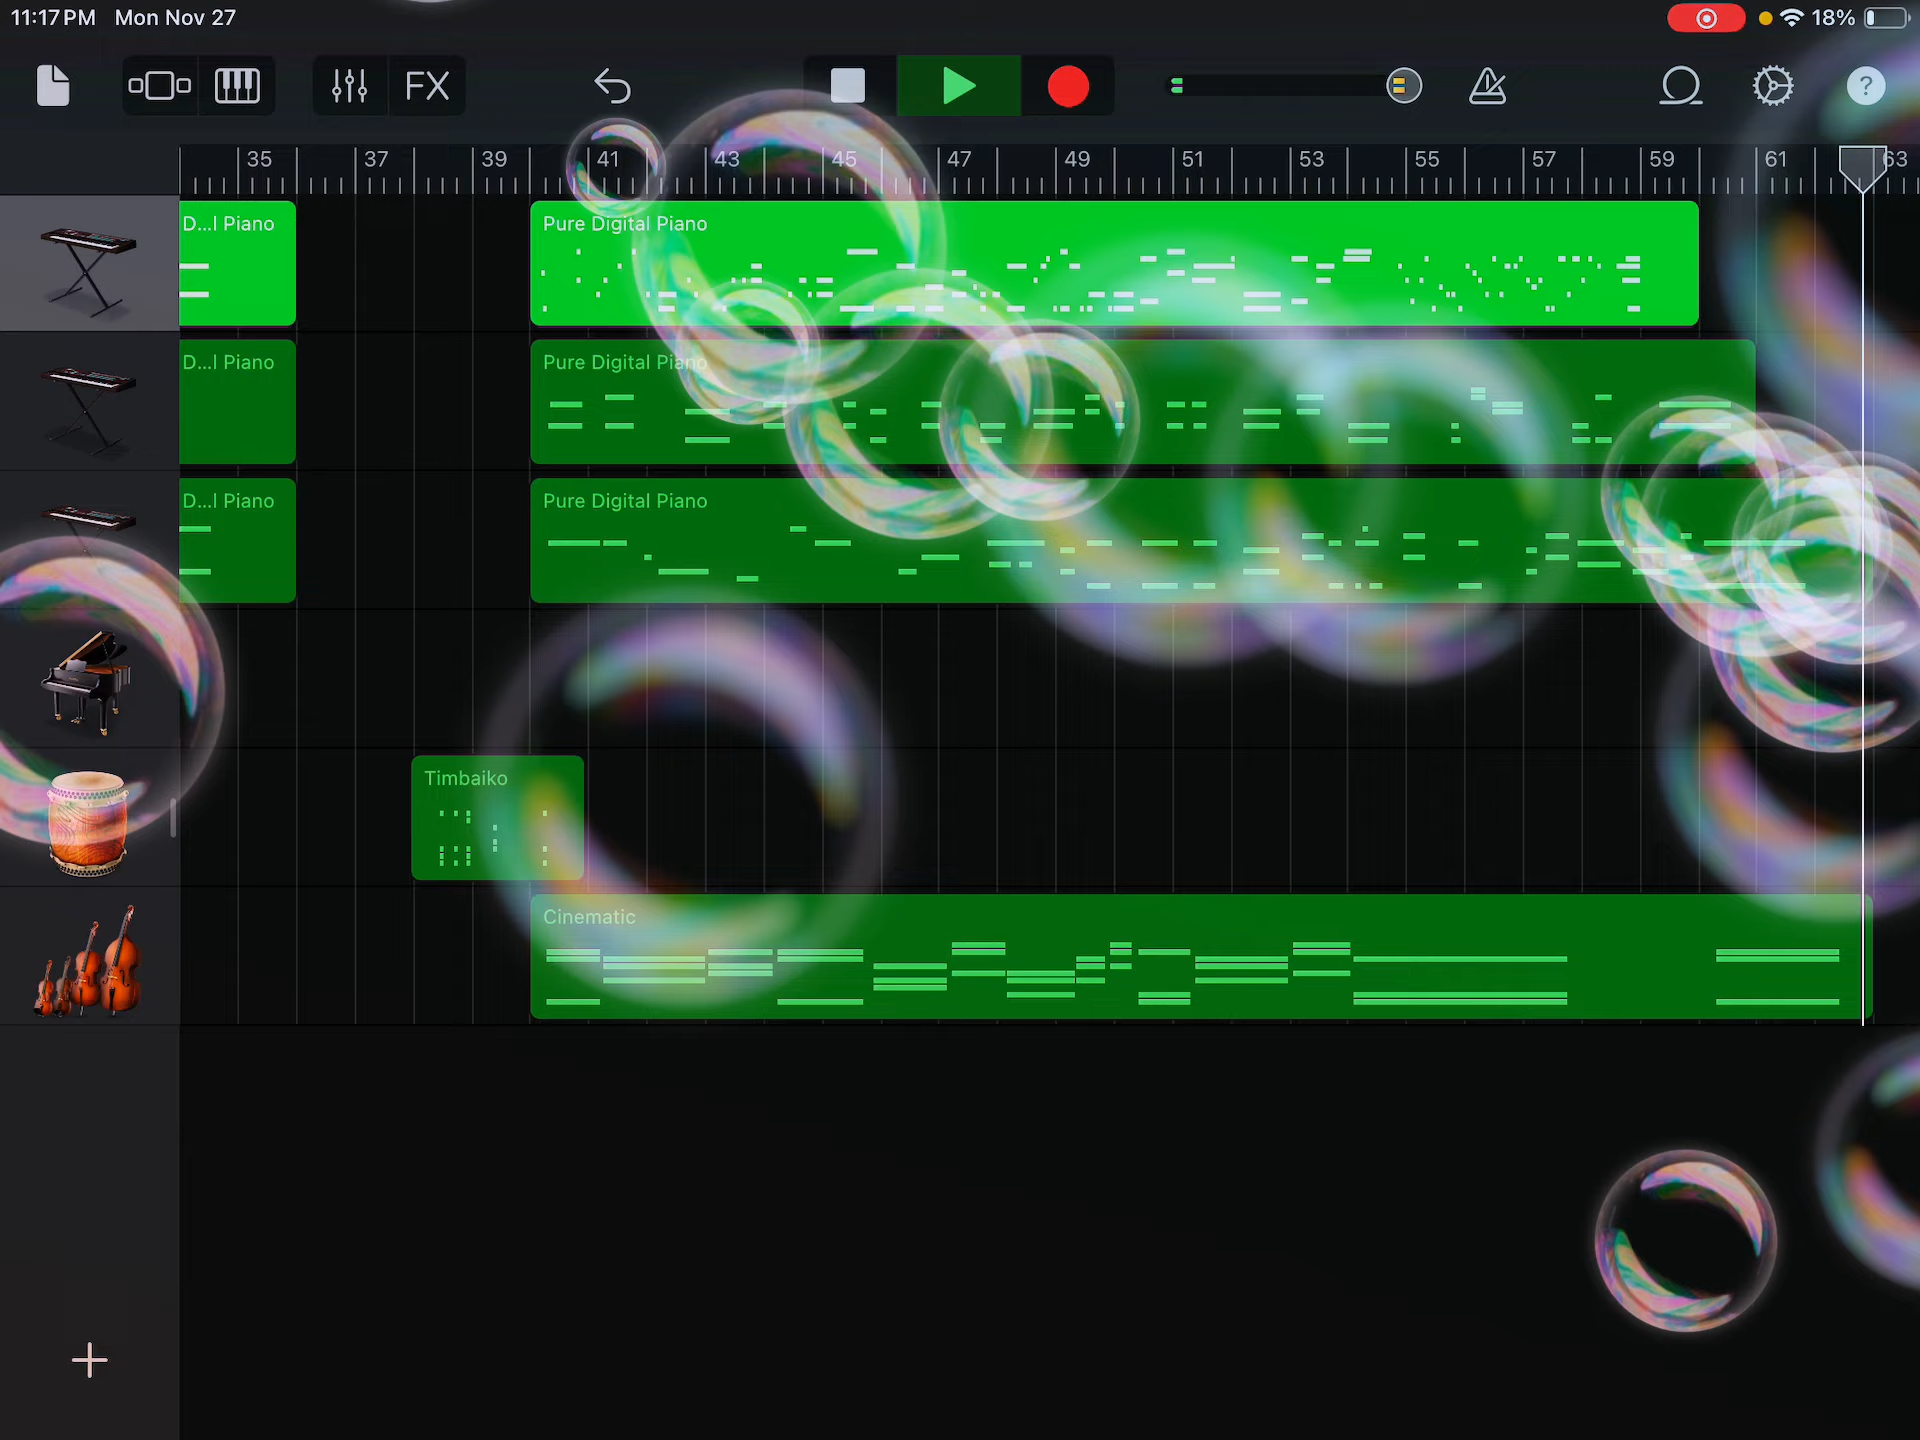 11:17 PM Mon Nov 27 18%
FX ?
35 37 39 41 43 45 47 49 51 53 55 57 59 61 63
D...l Piano Pure Digital Piano
D...l Piano Pure Digital Piano
D...l Piano Pure Digital Piano
Timbaiko
Cinematic